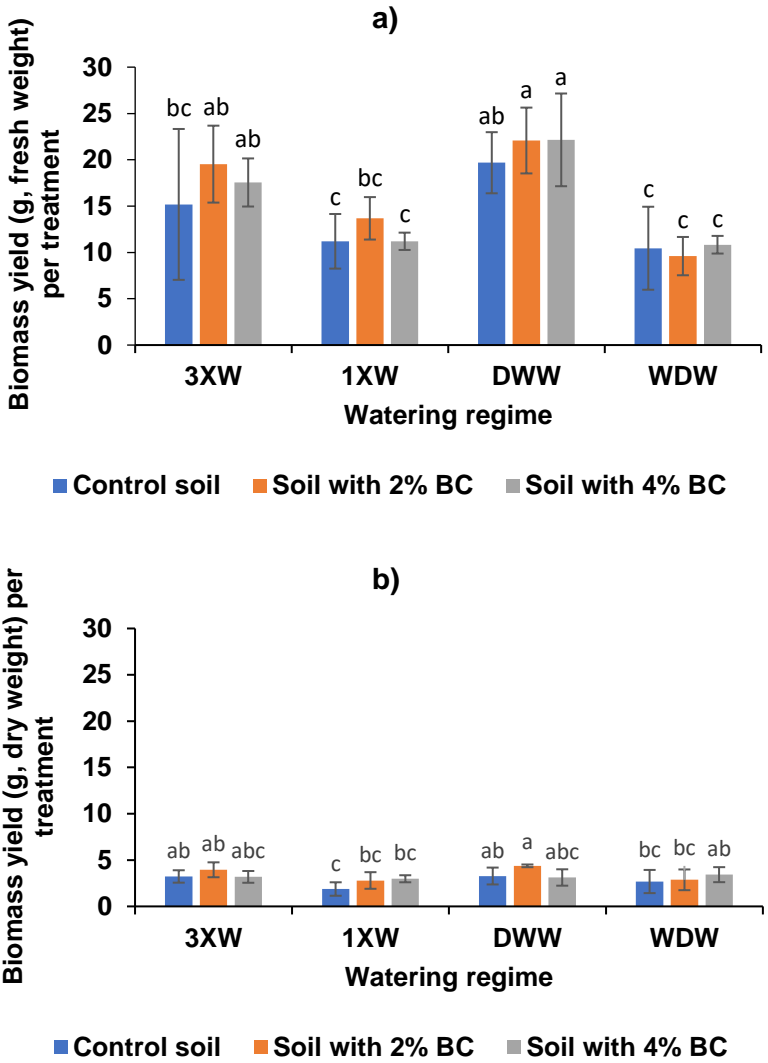 a)
Biomass yield (g, fresh weight)
per treatment
30
25
20
15
10
5
0
bc ab ab
c bc c
ab a a
c c c
3XW 1XW DWW WDW
Watering regime
Control soil Soil with 2% BC Soil with 4% BC
b)
Biomass yield (g, dry weight) per
treatment
30
25
20
15
10
5
0
ab ab abc
c bc bc
ab a abc
bc bc ab
3XW 1XW DWW WDW
Watering regime
Control soil Soil with 2% BC Soil with 4% BC